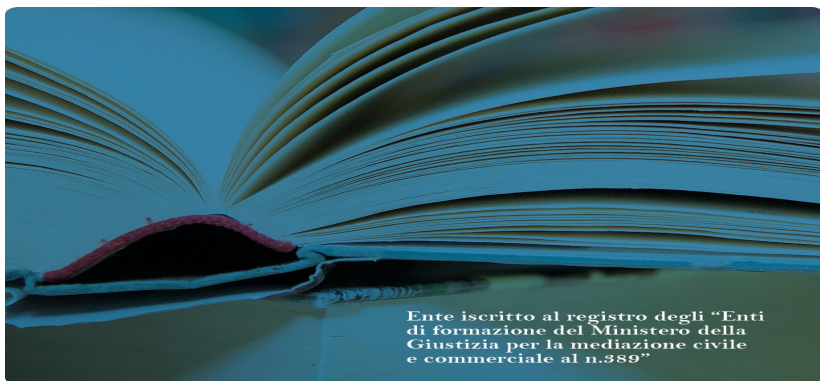 Ente iscritto al registro degli “Enti
di formazione del Ministero della
Giustizia per la mediazione civile
e commerciale al n.389”